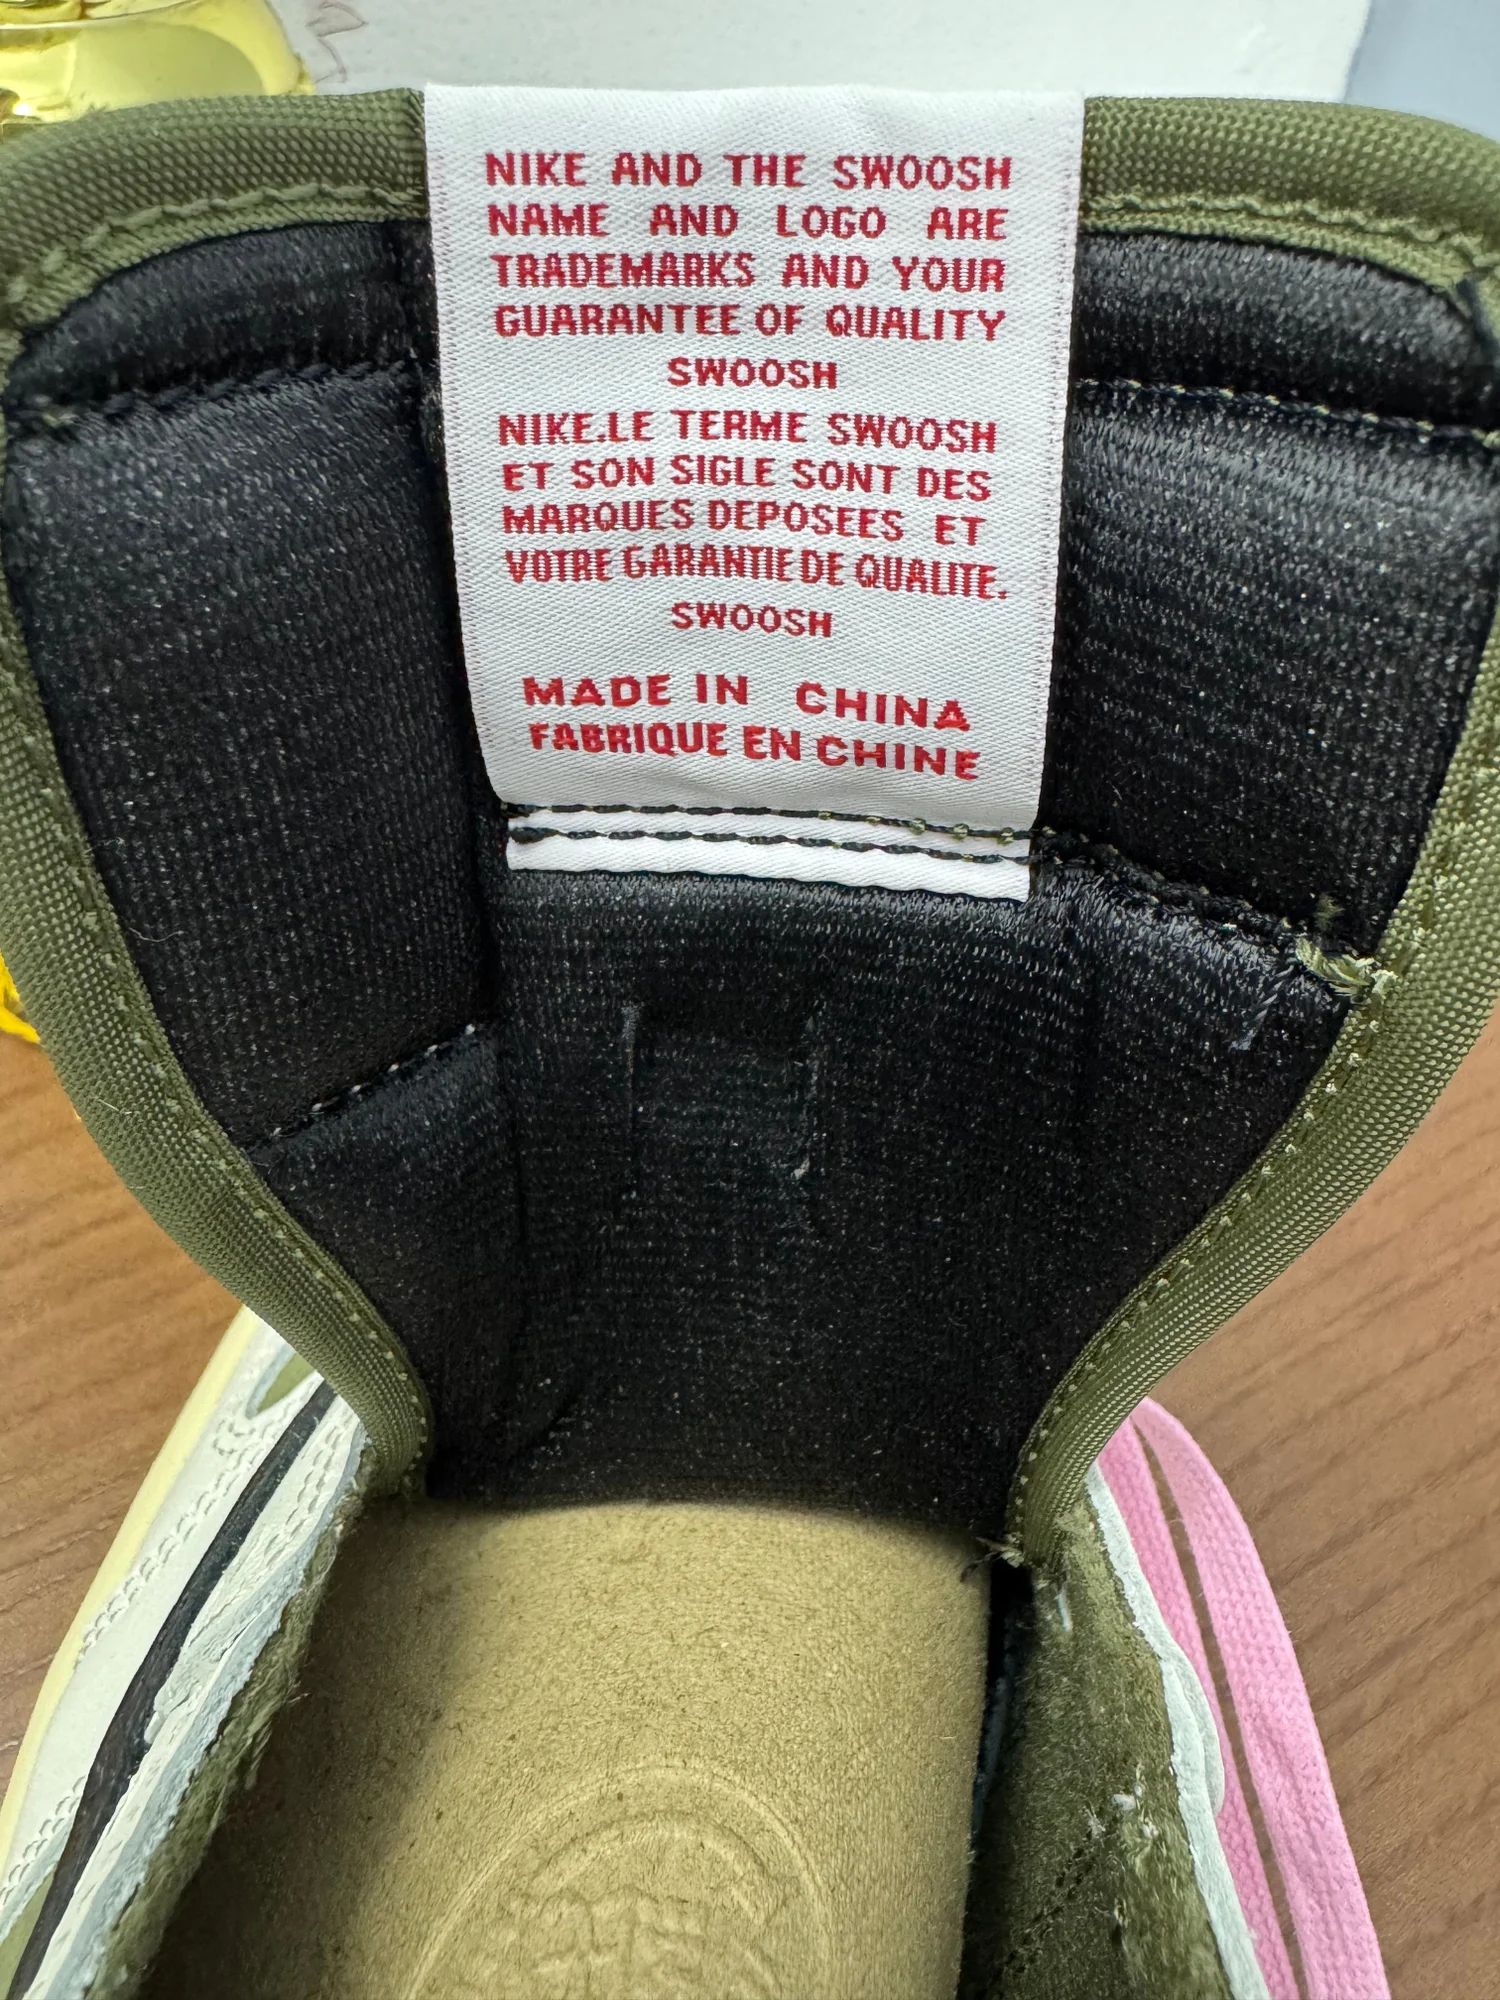 NIKE AND THE SWOOSH
NAME AND LOGO ARE
TRADEMARKS AND YOUR
GUARANTEE OF QUALITY
SWOOSH
NIKE.LE TERME SWOOSH
ET SON SIGLE SONT DES
MARQUES DEPOSEES ET
VOTRE GARANTIE DE QUALITE.
SWOOSH
MADE IN CHINA
FABRIQUE EN CHINE